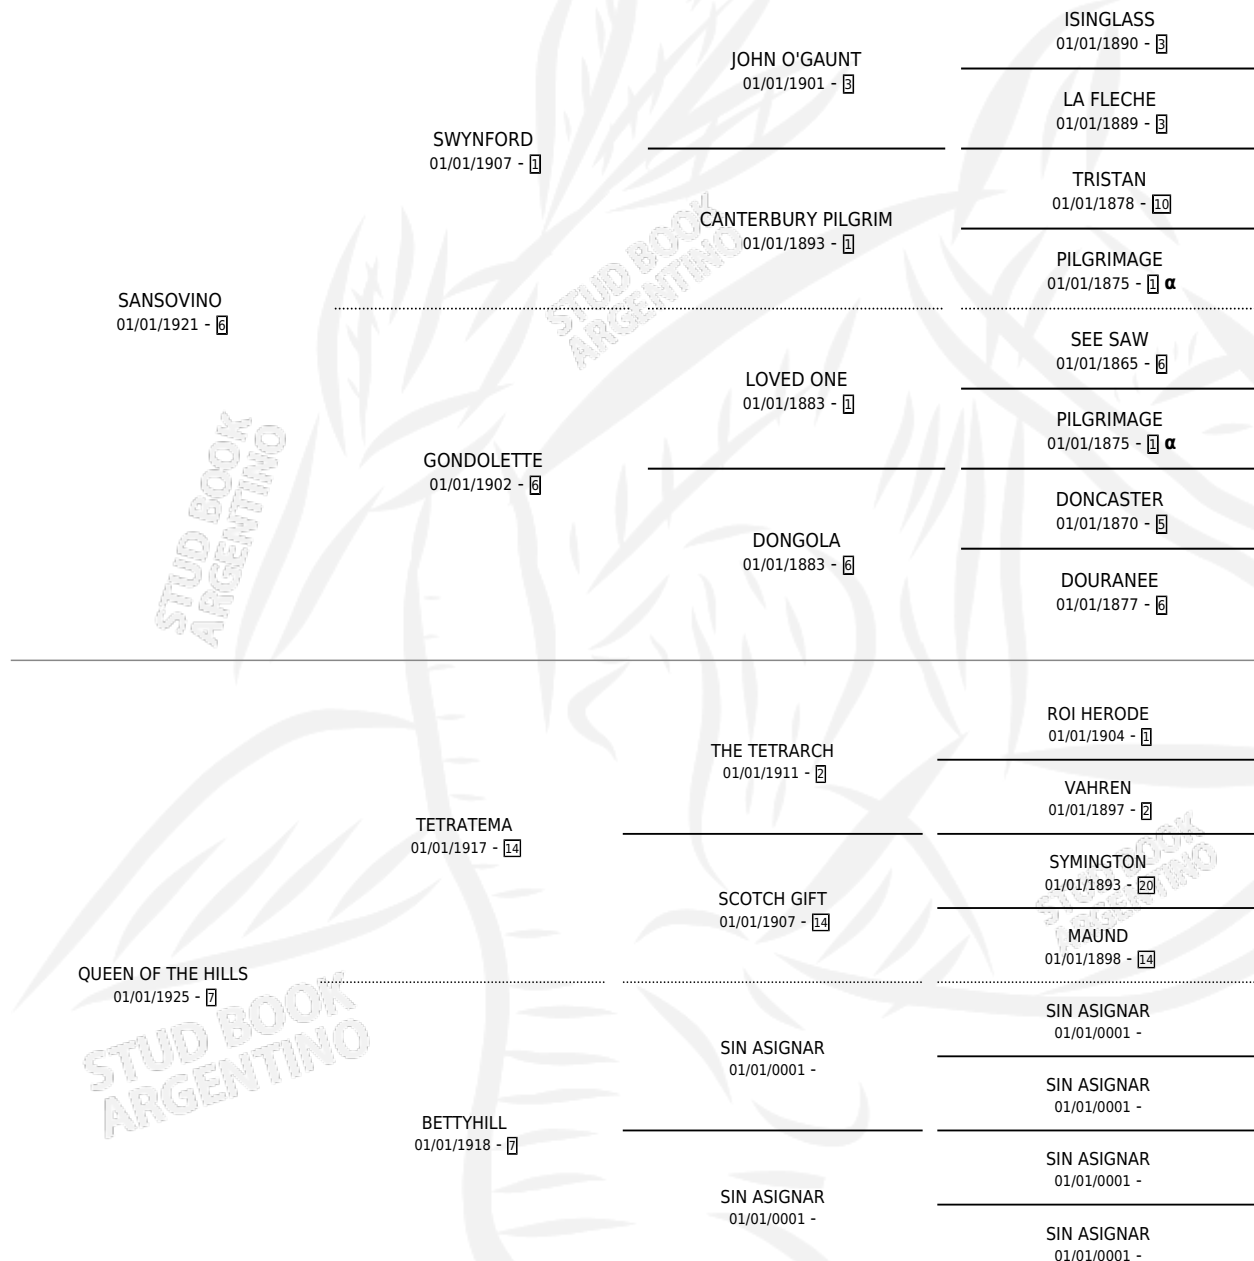 ISINGLASS
01/01/1890 - 3
JOHN O'GAUNT
01/01/1901 - 3
LA FLECHE
01/01/1889 - 3
SWYNFORD
01/01/1907 - 1
TRISTAN
01/01/1878 - 10
CANTERBURY PILGRIM
01/01/1893 - 1
PILGRIMAGE
01/01/1875 - 1 α
SANSOVINO
01/01/1921 - 6
SEE SAW
01/01/1865 - 6
LOVED ONE
01/01/1883 - 1
PILGRIMAGE
01/01/1875 - 1 α
GONDOLETTE
01/01/1902 - 6
DONCASTER
01/01/1870 - 5
DONGOLA
01/01/1883 - 6
DOURANEE
01/01/1877 - 6
ROI HERODE
01/01/1904 - 1
THE TETRARCH
01/01/1911 - 2
VAHREN
01/01/1897 - 2
TETRATEMA
01/01/1917 - 14
SYMINGTON
01/01/1893 - 20
SCOTCH GIFT
01/01/1907 - 14
MAUND
01/01/1898 - 14
QUEEN OF THE HILLS
01/01/1925 - 7
SIN ASIGNAR
01/01/0001 -
SIN ASIGNAR
01/01/0001 -
SIN ASIGNAR
01/01/0001 -
BETTYHILL
01/01/1918 - 7
SIN ASIGNAR
01/01/0001 -
SIN ASIGNAR
01/01/0001 -
SIN ASIGNAR
01/01/0001 -
STUD BOOK
ARGENTINO
STUD BOOK
ARGENTINO
STUD BOOK
ARGENTINO
STUD BOOK
ARGENTINO